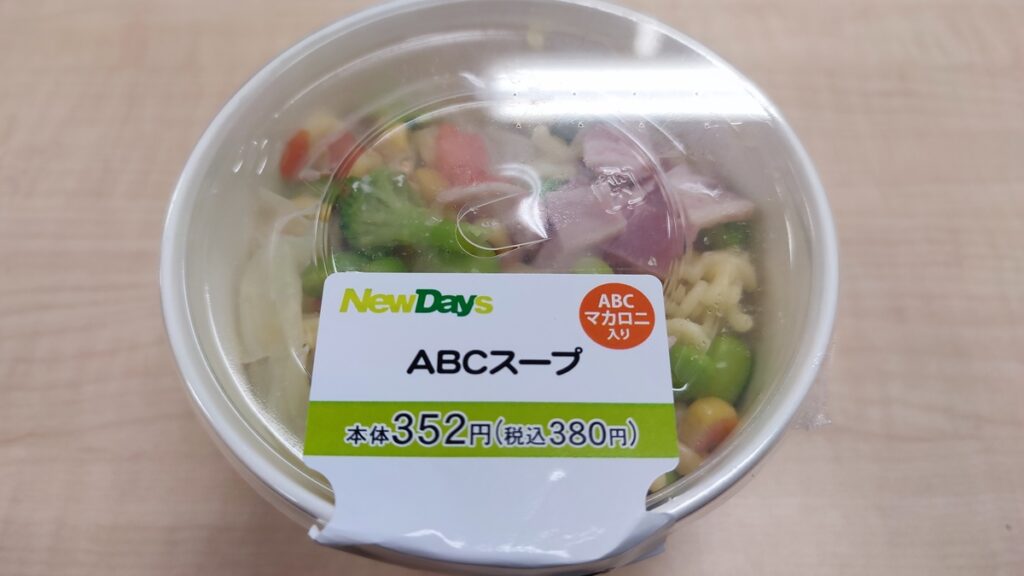 NewDays
ABC
マカロニ
入り
ABCスープ
本体352円(税込380円)